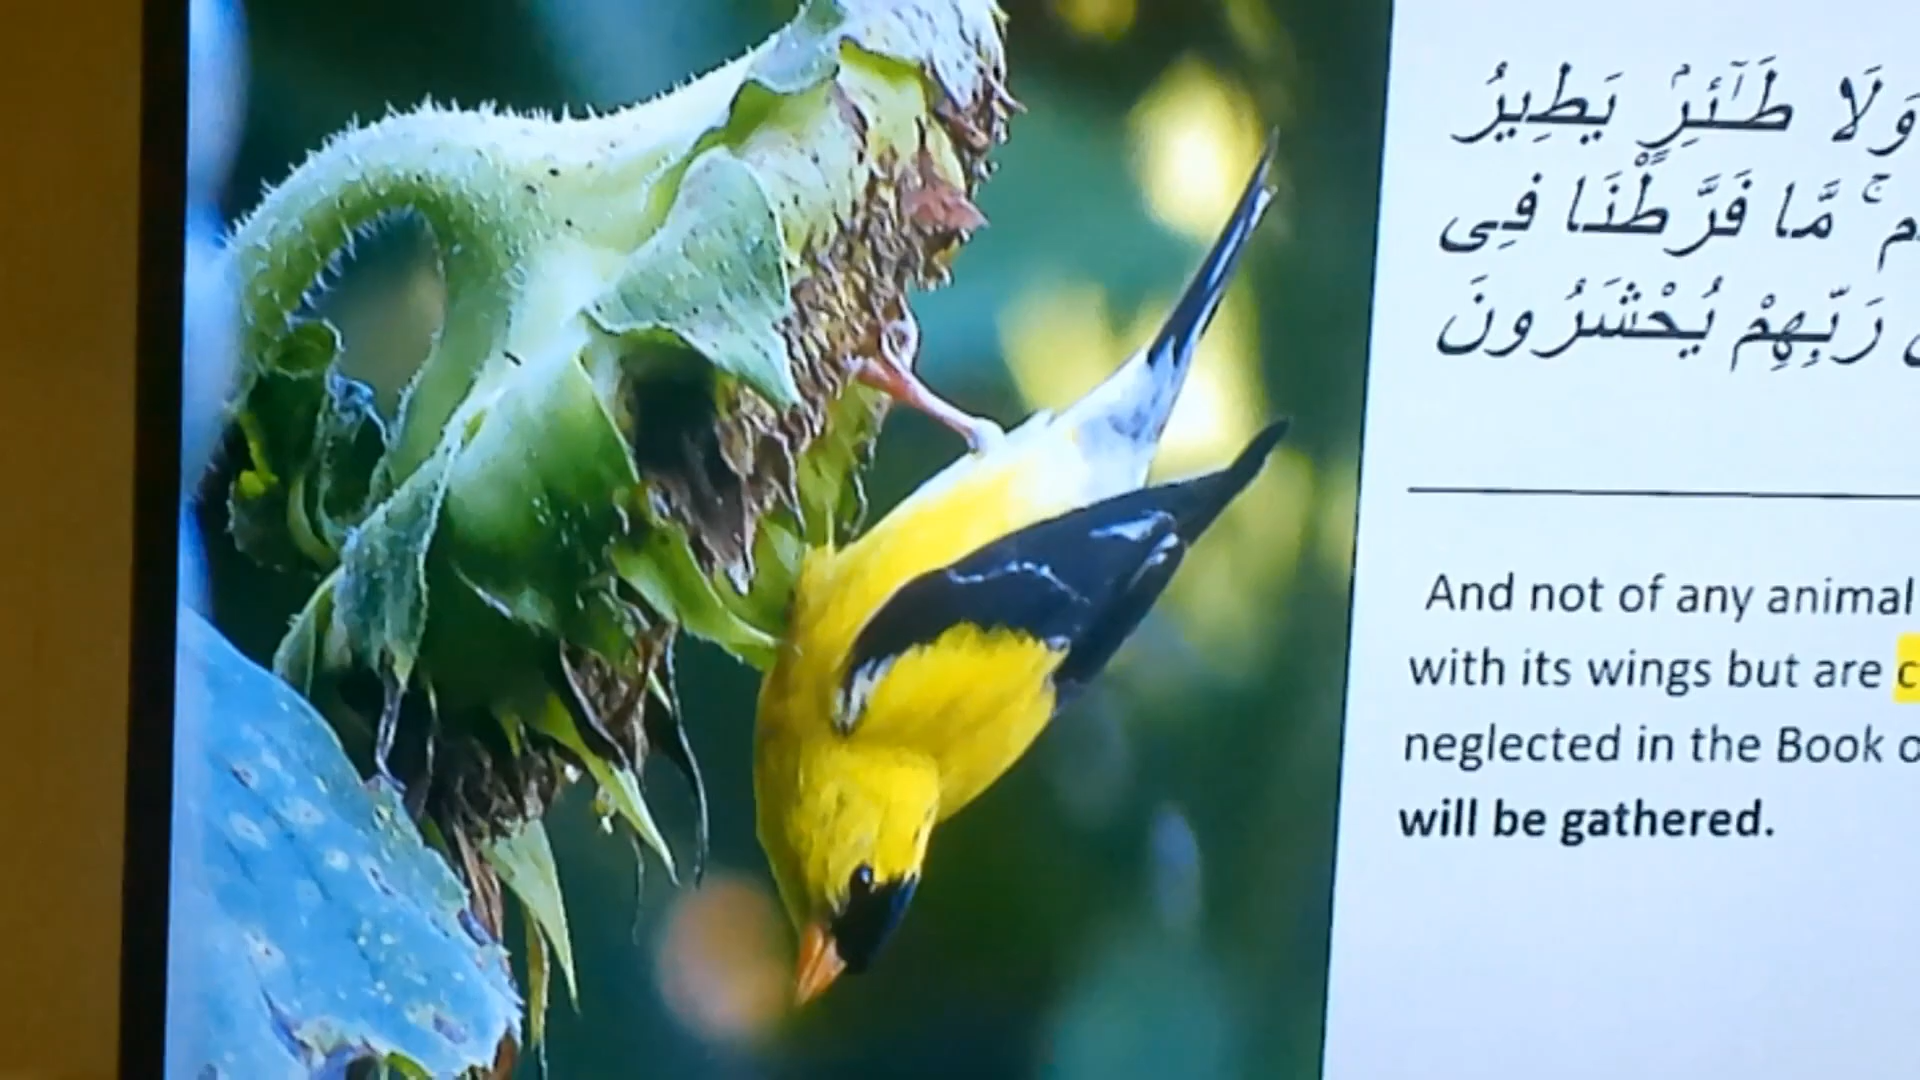 وَلَا طَـٰٓئِرٍۢ يَطِيرُ
مَّا فَرَّطْنَا فِى
رَبِّهِمْ يُحْشَرُونَ
And not of any animal
with its wings but are
neglected in the Book
will be gathered.